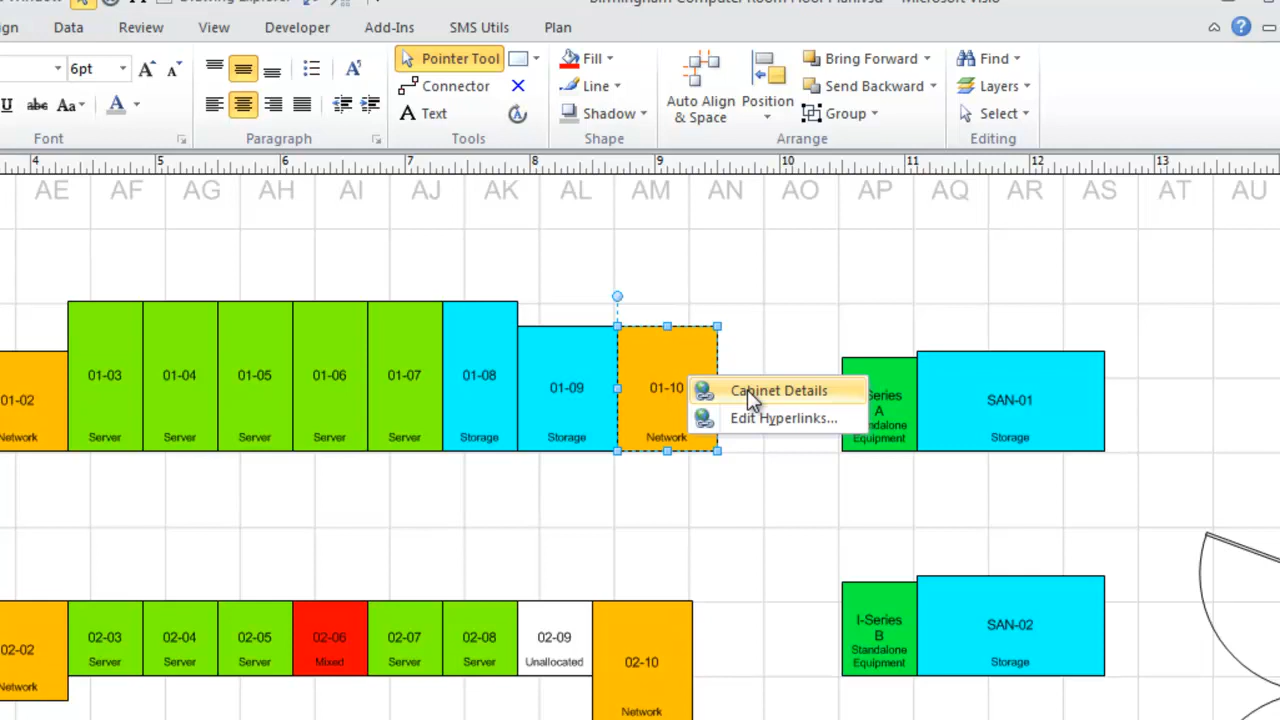 Data Review View Developer Add-Ins SMS Utils Plan
6pt A A Pointer Tool Fill Bring Forward Find
U abc Aa A Connector Line Auto Align & Space Position Send Backward Layers
A Text Shadow Group Select
Font Paragraph Tools Shape Arrange Editing
4 5 6 7 8 9 10 11 12 13
AE AF AG AH AI AJ AK AL AM AN AO AP AQ AR AS AT AU
01-02 Network
01-03 Server
01-04 Server
01-05 Server
01-06 Server
01-07 Server
01-08 Storage
01-09 Storage
01-10 Network
Cabinet Details
Edit Hyperlinks...
Series
A
Equipment
SAN-01
Storage
02-02 Network
02-03 Server
02-04 Server
02-05 Server
02-06 Mixed
02-07 Server
02-08 Server
02-09 Unallocated
02-10
Network
I-Series
B
Standalone
Equipment
SAN-02
Storage